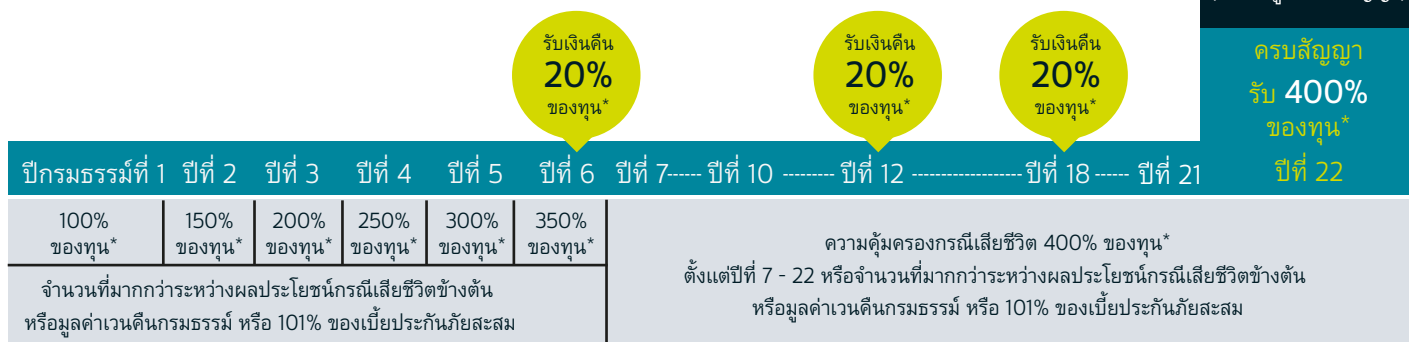 รับเงินคืน
20%
ของทุน*
รับเงินคืน
20%
ของทุน*
รับเงินคืน
20%
ของทุน*
ครบสัญญา
รับ 400%
ของทุน*
ปีที่ 22
ปีกรมธรรม์ที่ 1 ปีที่ 2 ปีที่ 3 ปีที่ 4 ปีที่ 5 ปีที่ 6 ปีที่ 7------ ปีที่ 10 --------- ปีที่ 12 -------------------ปีที่ 18 ------ ปีที่ 21
100%
ของทุน*
150%
ของทุน*
200%
ของทุน*
250%
ของทุน*
300%
ของทุน*
350%
ของทุน*
จำนวนที่มากกว่าระหว่างผลประโยชน์กรณีเสียชีวิตข้างต้น
หรือมูลค่าเวนคืนกรมธรรม์ หรือ 101% ของเบี้ยประกันภัยสะสม
ความคุ้มครองกรณีเสียชีวิต 400% ของทุน*
ตั้งแต่ปีที่ 7 - 22 หรือจำนวนที่มากกว่าระหว่างผลประโยชน์กรณีเสียชีวิตข้างต้น
หรือมูลค่าเวนคืนกรมธรรม์ หรือ 101% ของเบี้ยประกันภัยสะสม